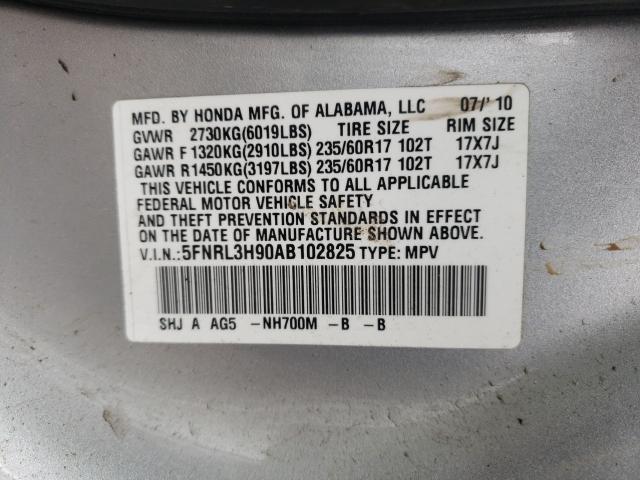 MFD. BY HONDA MFG. OF ALABAMA, LLC 07/'10
GVWR 2730KG(6019LBS) TIRE SIZE RIM SIZE
GAWR F 1320KG(2910LBS) 235/60R17 102T 17X7J
GAWR R1450KG(3197LBS) 235/60R17 102T 17X7J
THIS VEHICLE CONFORMS TO ALL APPLICABLE
FEDERAL MOTOR VEHICLE SAFETY
AND THEFT PREVENTION STANDARDS IN EFFECT
ON THE DATE OF MANUFACTURE SHOWN ABOVE.
V.I.N.:5FNRL3H90AB102825 TYPE: MPV
SHJ A AG5 -NH700M -B -B